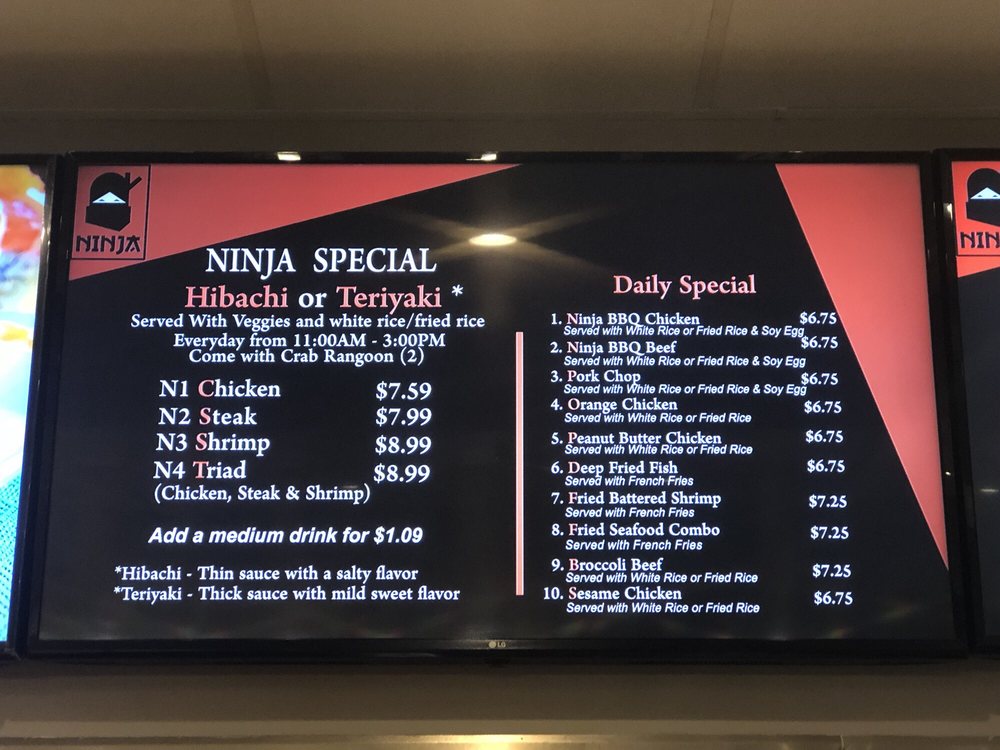 NINJA
NINJA SPECIAL
Hibachi or Teriyaki *
Served With Veggies and white rice/fried rice
Everyday from 11:00AM - 3:00PM
Come with Crab Rangoon (2)
N1 Chicken $7.59
N2 Steak $7.99
N3 Shrimp $8.99
N4 Triad $8.99
(Chicken, Steak & Shrimp)
Add a medium drink for $1.09
*Hibachi - Thin sauce with a salty flavor
*Teriyaki - Thick sauce with mild sweet flavor
Daily Special
1. Ninja BBQ Chicken $6.75
Served with White Rice or Fried Rice & Soy Egg
2. Ninja BBQ Beef $6.75
Served with White Rice or Fried Rice & Soy Egg
3. Pork Chop $6.75
Served with White Rice or Fried Rice & Soy Egg
4. Orange Chicken $6.75
Served with White Rice or Fried Rice
5. Peanut Butter Chicken $6.75
Served with White Rice or Fried Rice
6. Deep Fried Fish $6.75
Served with French Fries
7. Fried Battered Shrimp $7.25
Served with French Fries
8. Fried Seafood Combo $7.25
Served with French Fries
9. Broccoli Beef $7.25
Served with White Rice or Fried Rice
10. Sesame Chicken $6.75
Served with White Rice or Fried Rice
LG
NIN